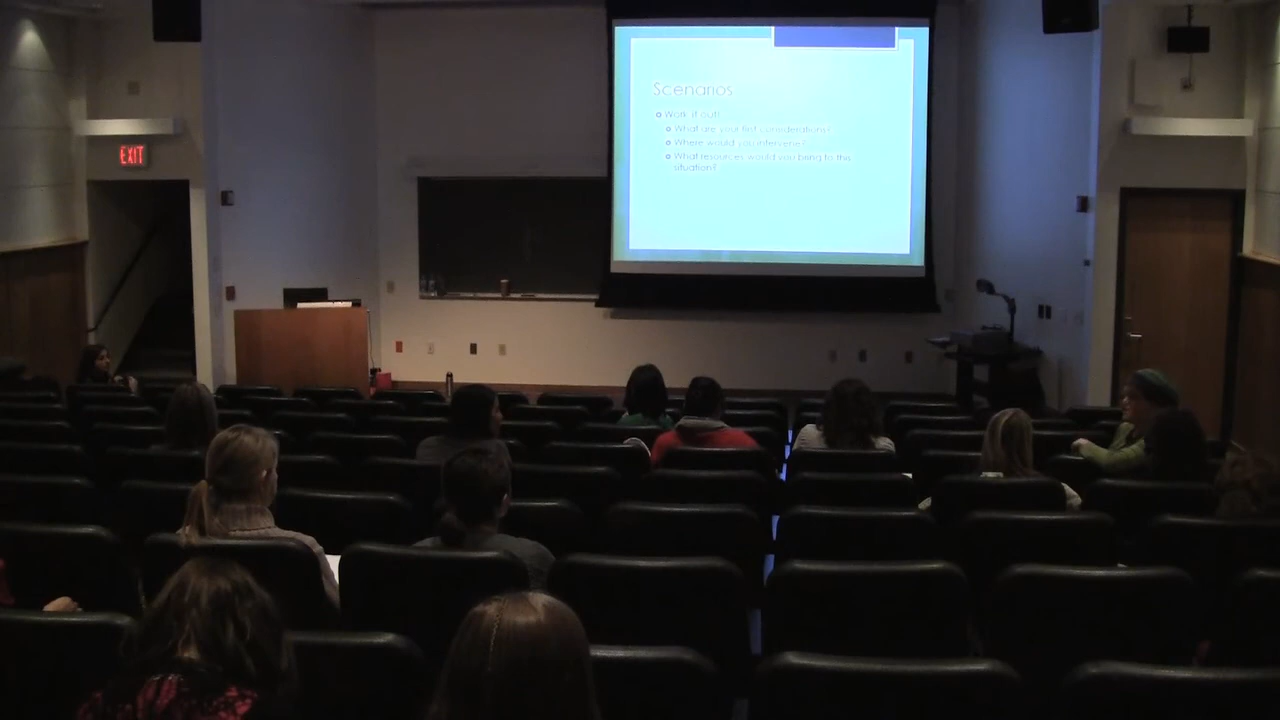 Scenarios
Work it out!
What are your first considerations?
Where would you intervene?
What resources would you bring to this
situation?
EXIT